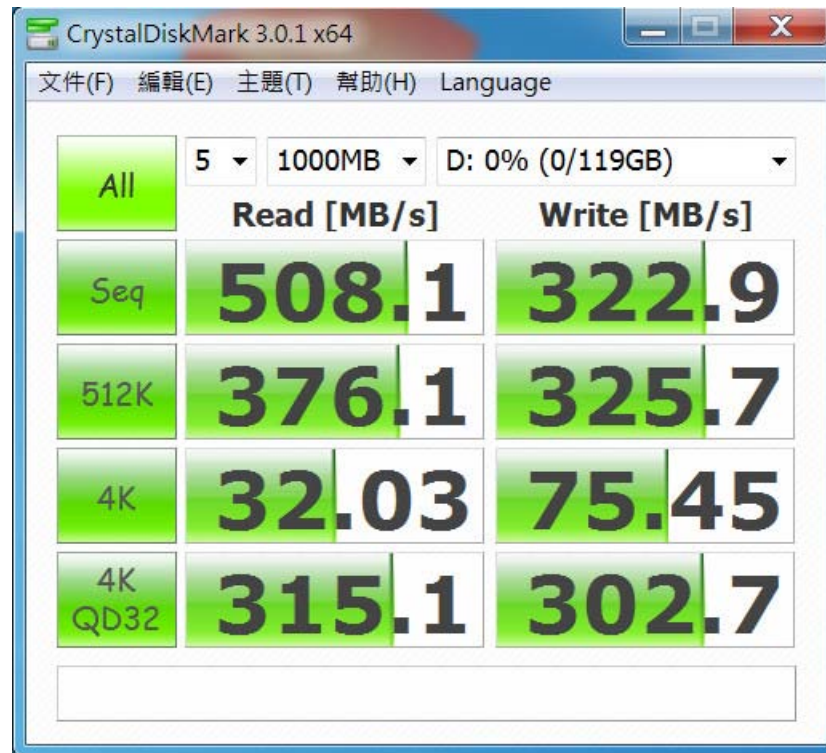 CrystalDiskMark 3.0.1 x64
文件(F) 編輯(E) 主題(T) 幫助(H) Language
All 5 1000MB D: 0% (0/119GB)
Read [MB/s] Write [MB/s]
Seq 508.1 322.9
512K 376.1 325.7
4K 32.03 75.45
4K QD32 315.1 302.7